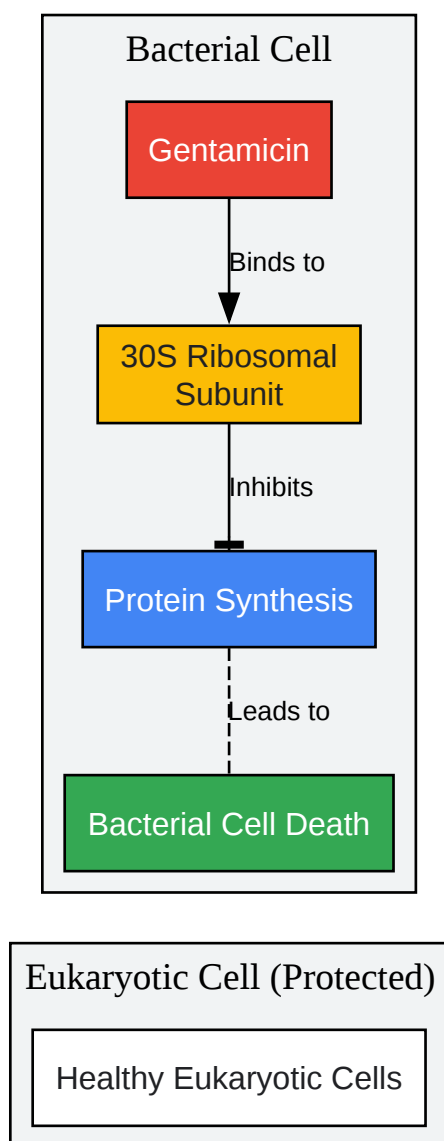 Bacterial Cell
Gentamicin
Binds to
30S Ribosomal
Subunit
Inhibits
Protein Synthesis
Leads to
Bacterial Cell Death
Eukaryotic Cell (Protected)
Healthy Eukaryotic Cells